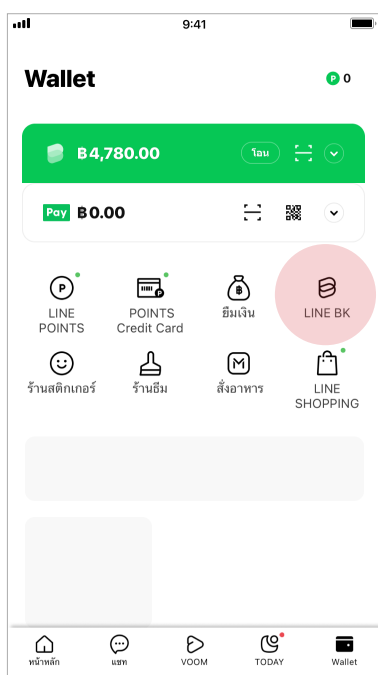 9:41
Wallet
P 0
฿4,780.00
โอน
Pay ฿0.00
P
LINE
POINTS
POINTS
Credit Card
ยืมเงิน
LINE BK
ร้านสติกเกอร์
ร้านธีม
สั่งอาหาร
LINE
SHOPPING
หน้าหลัก
แชท
VOOM
TODAY
Wallet